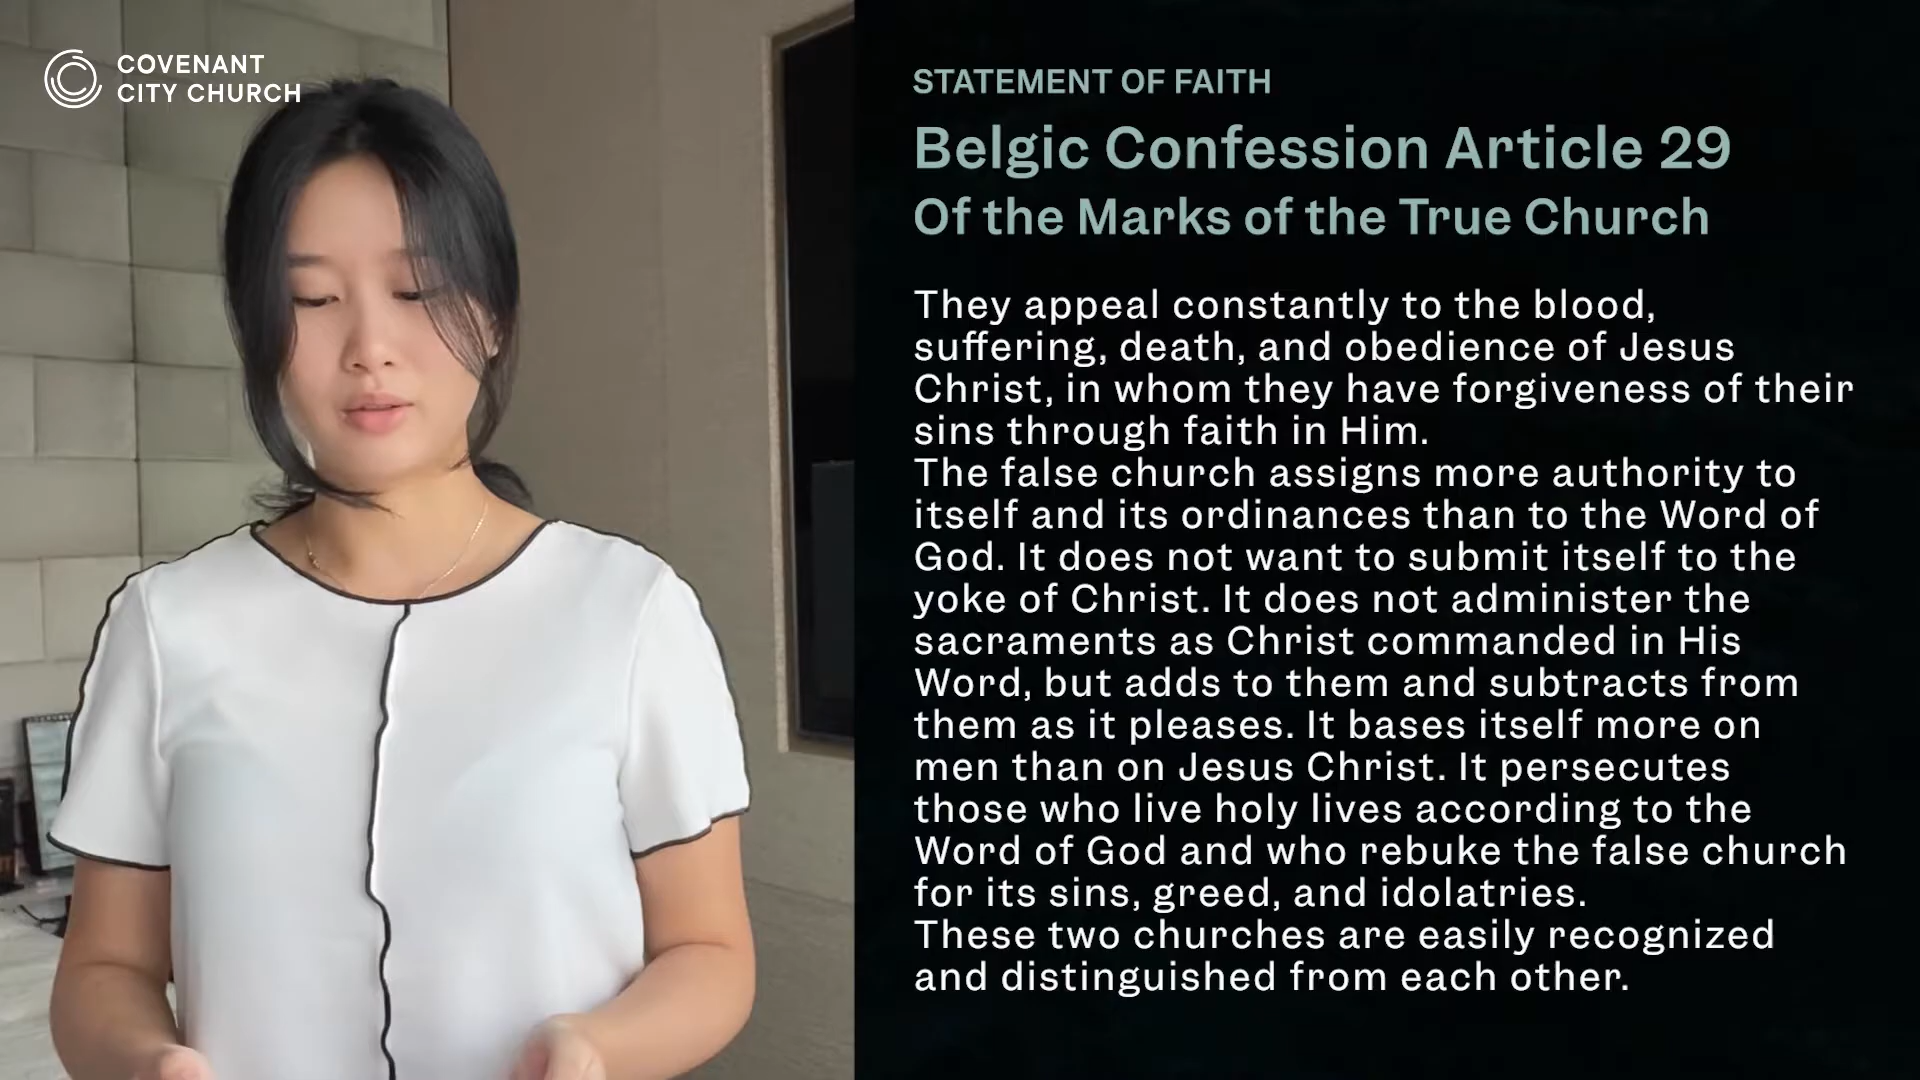 COVENANT
CITY CHURCH
STATEMENT OF FAITH
Belgic Confession Article 29
Of the Marks of the True Church
They appeal constantly to the blood,
suffering, death, and obedience of Jesus
Christ, in whom they have forgiveness of their
sins through faith in Him.
The false church assigns more authority to
itself and its ordinances than to the Word of
God. It does not want to submit itself to the
yoke of Christ. It does not administer the
sacraments as Christ commanded in His
Word, but adds to them and subtracts from
them as it pleases. It bases itself more on
men than on Jesus Christ. It persecutes
those who live holy lives according to the
Word of God and who rebuke the false church
for its sins, greed, and idolatries.
These two churches are easily recognized
and distinguished from each other.